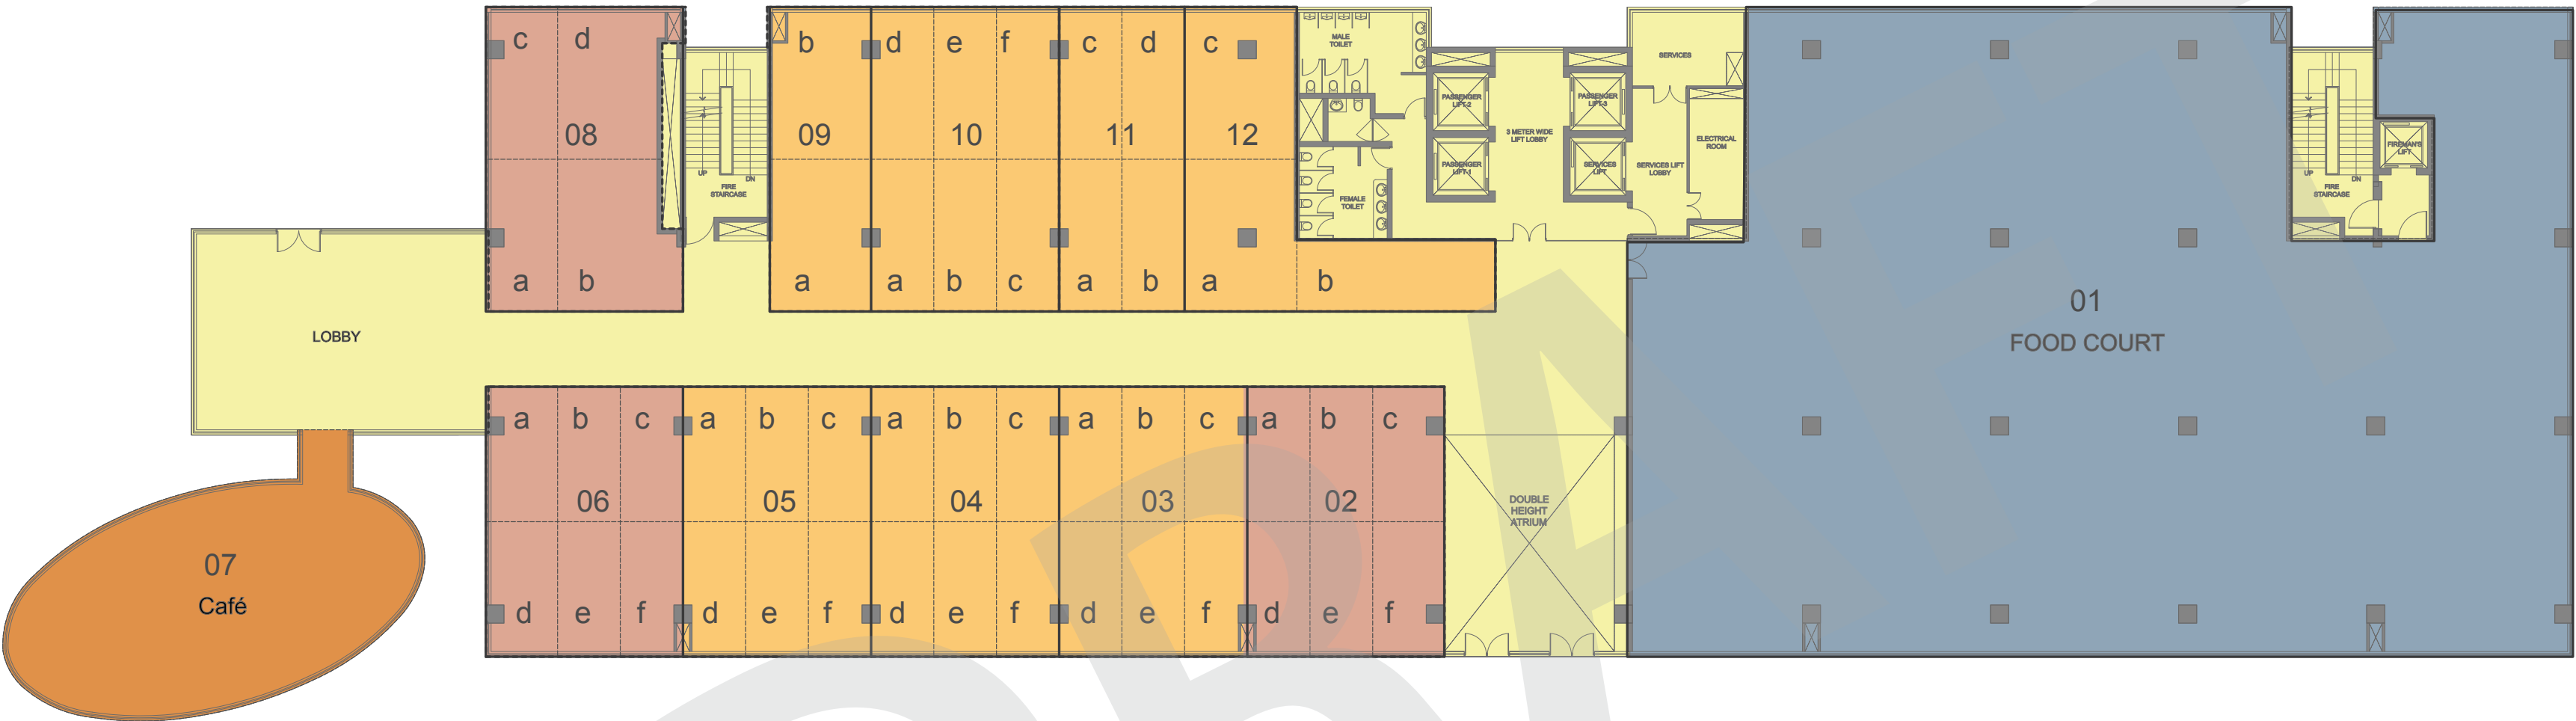 c d
08
a b
UP
DN
FIRE
STAIRCASE
b
09
a
d e f
10
a b c
c d
11
a b
c
12
a b
MALE
TOILET
FEMALE
TOILET
PASSENGER
LIFT-2
PASSENGER
LIFT-1
3 METER WIDE
LIFT LOBBY
PASSENGER
LIFT-3
SERVICES
LIFT
SERVICES
SERVICES LIFT
LOBBY
ELECTRICAL
ROOM
01
FOOD COURT
UP
DN
FIRE
STAIRCASE
FIREMAN'S
LIFT
LOBBY
07
Café
a b c
06
d e f
a b c
05
d e f
a b c
04
d e f
a b c
03
d e f
a b c
02
d e f
DOUBLE
HEIGHT
ATRIUM